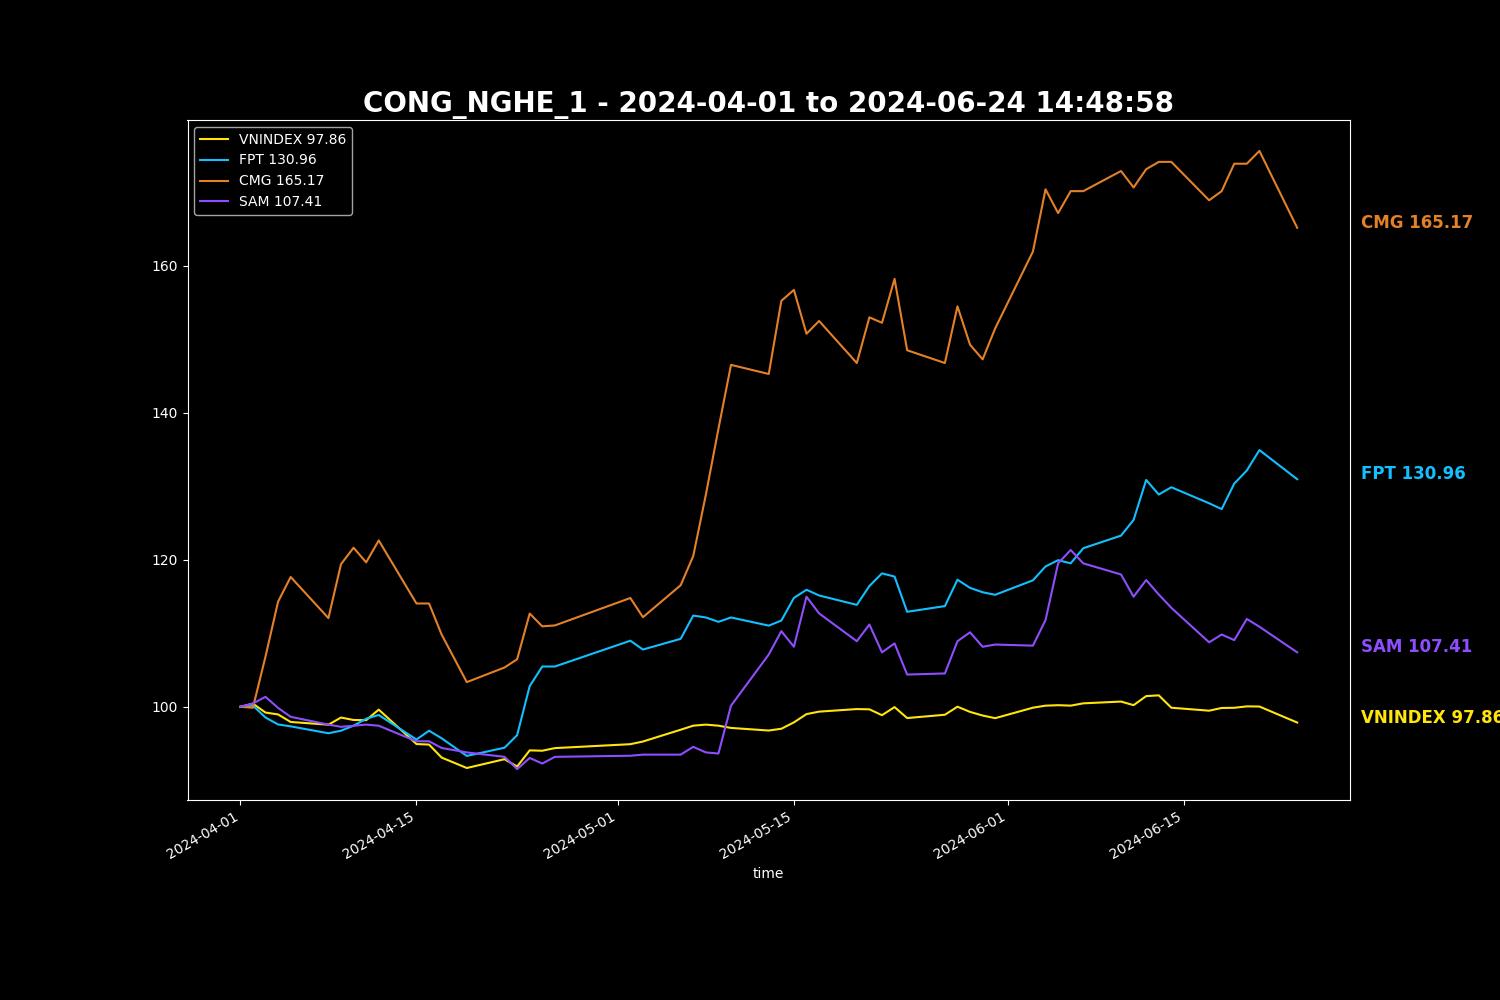 CONG_NGHE_1 - 2024-04-01 to 2024-06-24 14:48:58
VNINDEX 97.86
FPT 130.96
CMG 165.17
SAM 107.41
160
140
120
100
CMG 165.17
FPT 130.96
SAM 107.41
VNINDEX 97.86
2024-04-01
2024-04-15
2024-05-01
2024-05-15
2024-06-01
2024-06-15
time